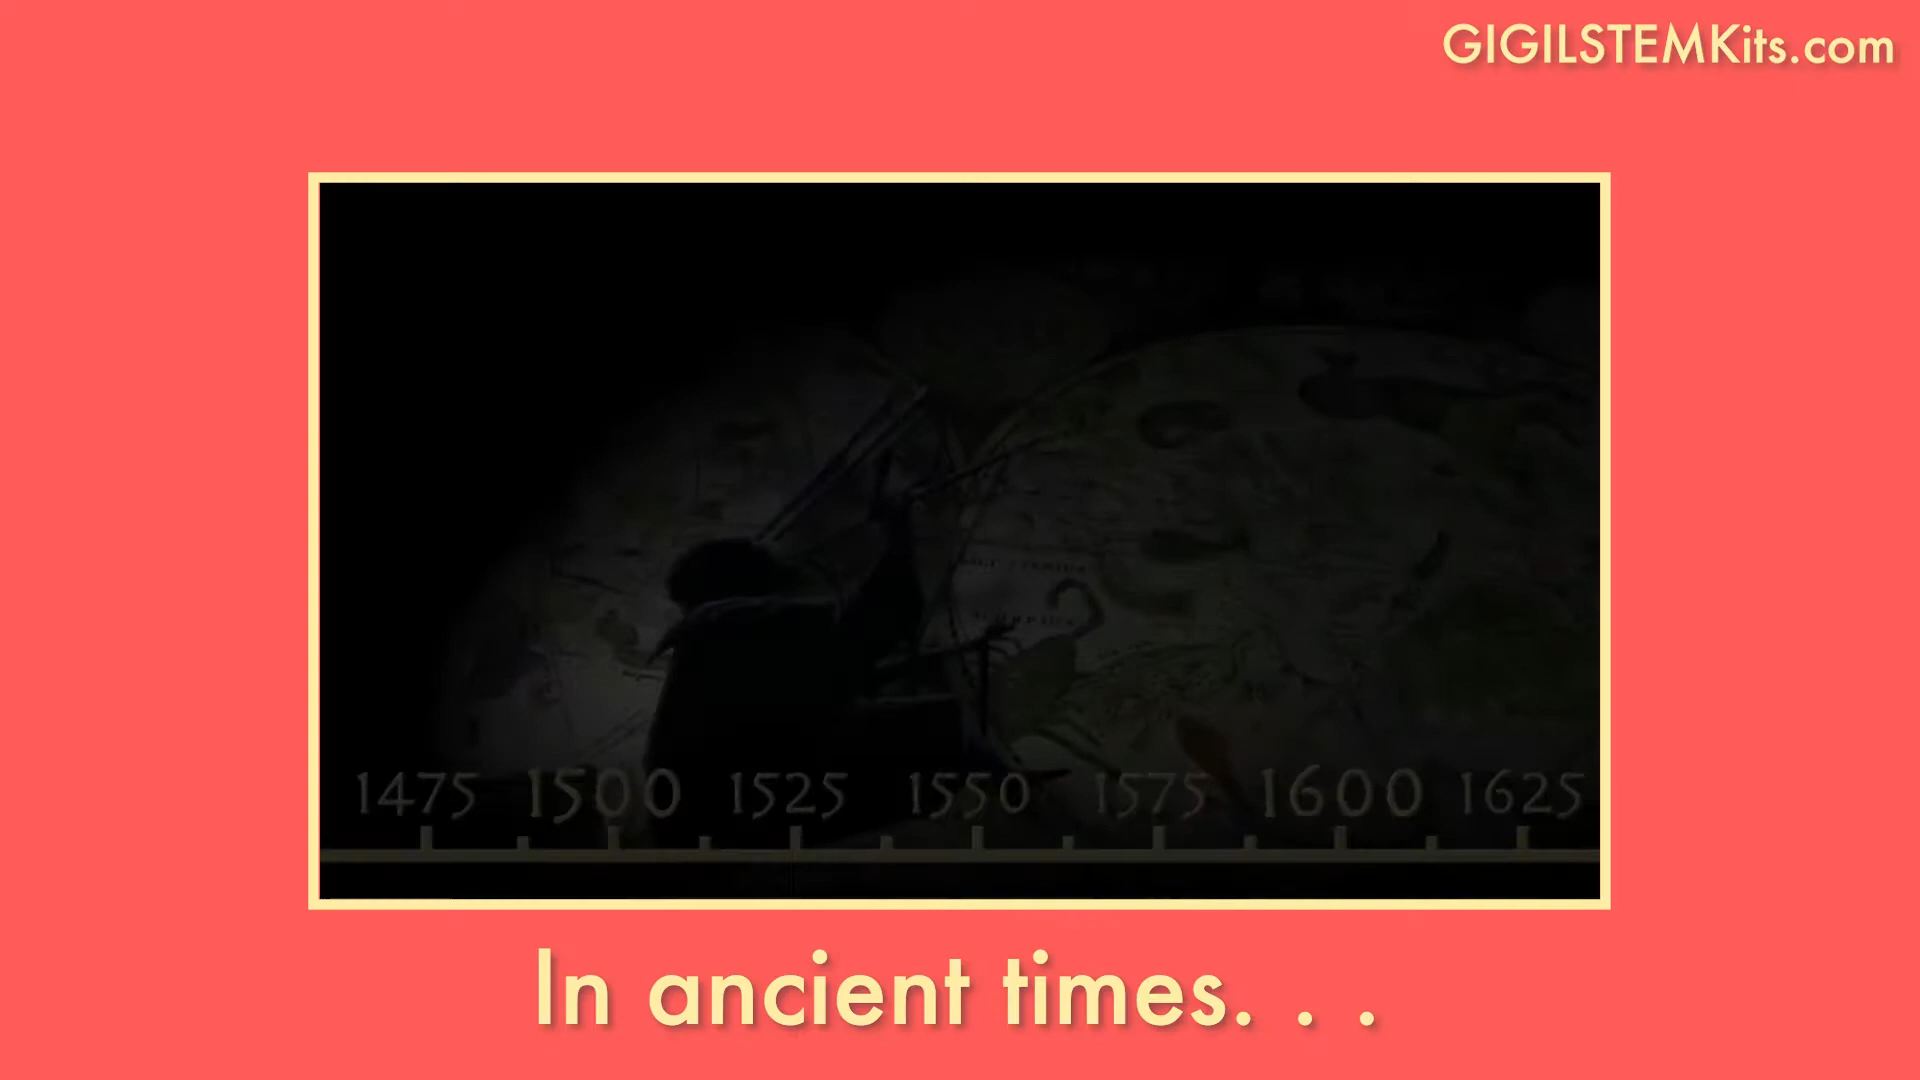 GIGILSTEMKits.com
1475 1500 1525 1550 1575 1600 1625
In ancient times. . .